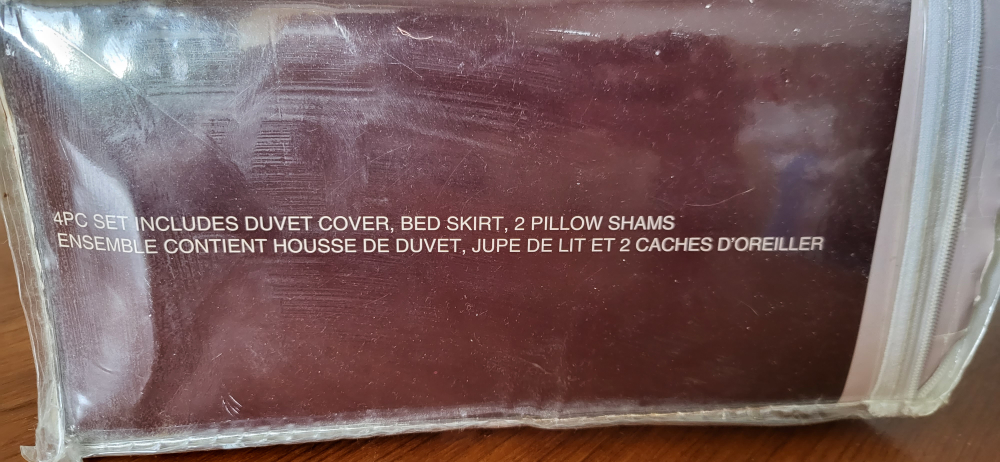 4PC SET INCLUDES DUVET COVER, BED SKIRT, 2 PILLOW SHAMS
ENSEMBLE CONTIENT HOUSSE DE DUVET, JUPE DE LIT ET 2 CACHES D'OREILLER